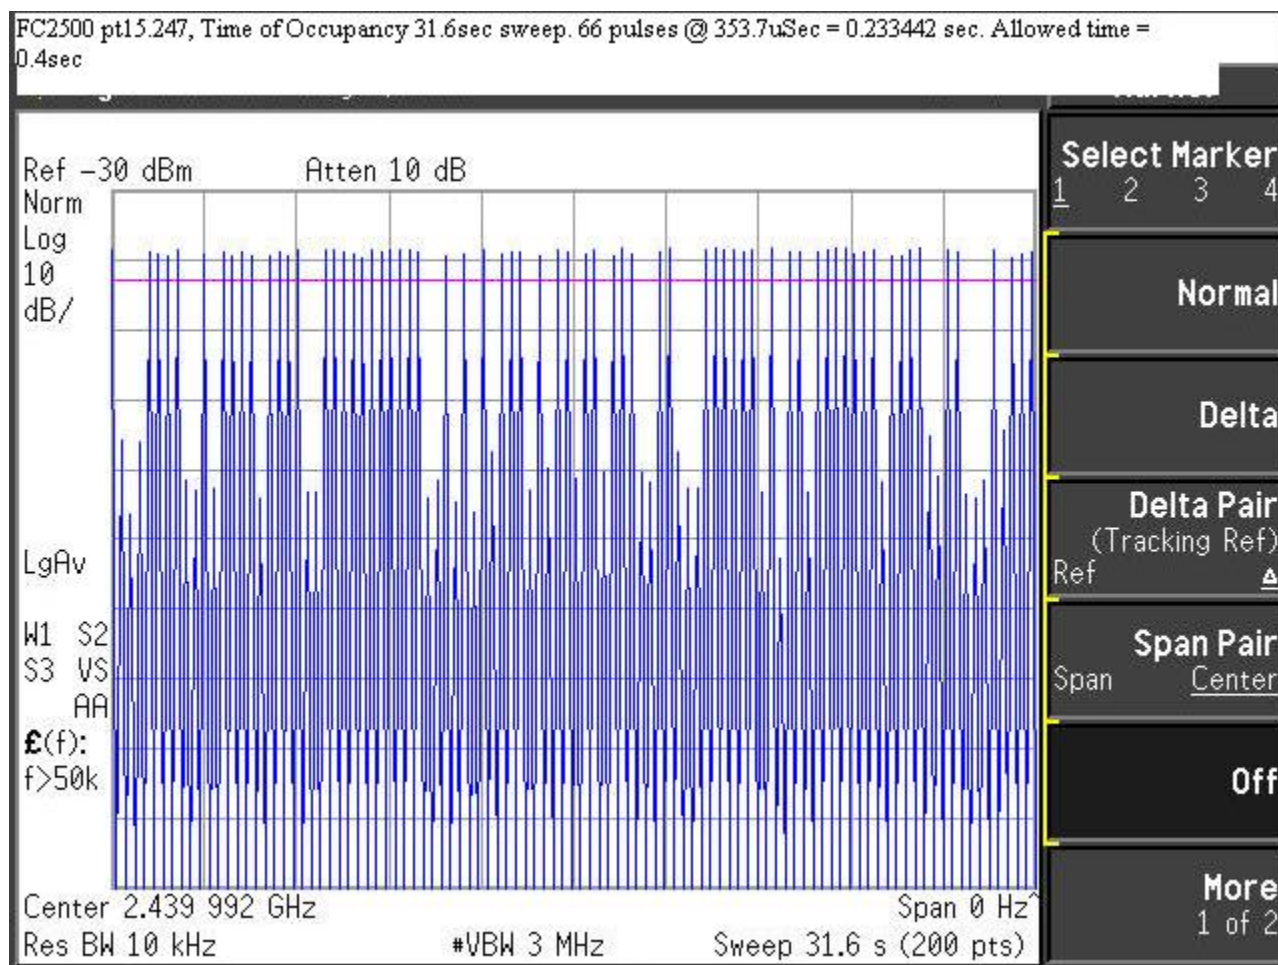 FC2500 pt15.247, Time of Occupancy 31.6sec sweep. 66 pulses @ 353.7uSec = 0.233442 sec. Allowed time =
0.4sec
Ref -30 dBm Atten 10 dB
Norm
Log
10
dB/
LgAv
W1 S2
S3 VS
AA
£(f):
f>50k
Center 2.439 992 GHz Span 0 Hz^
Res BW 10 kHz #VBW 3 MHz Sweep 31.6 s (200 pts)
Select Marker
1 2 3 4
Normal
Delta
Delta Pair
(Tracking Ref)
Ref Δ
Span Pair
Span Center
Off
More
1 of 2